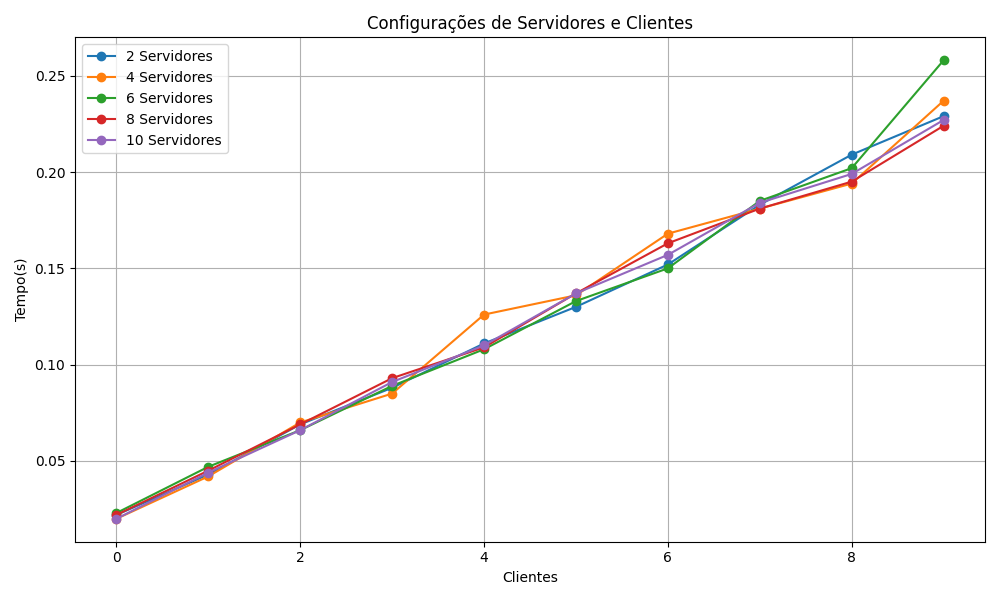 Configurações de Servidores e Clientes
2 Servidores
4 Servidores
6 Servidores
8 Servidores
10 Servidores
0.25
0.20
0.15
0.10
0.05
Tempo(s)
0 2 4 6 8
Clientes